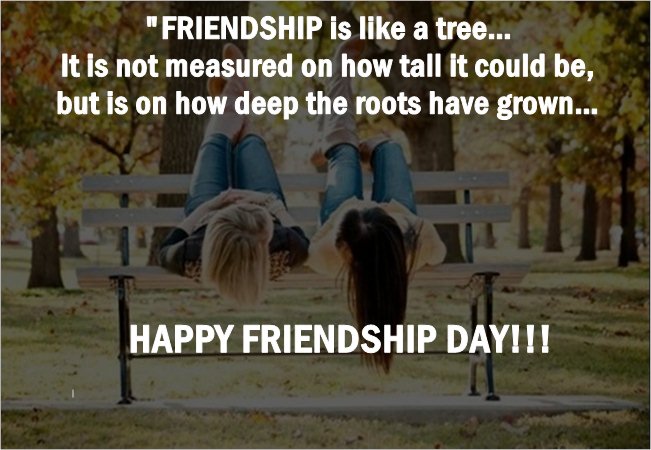 "FRIENDSHIP is like a tree...
It is not measured on how tall it could be,
but is on how deep the roots have grown...
HAPPY FRIENDSHIP DAY!!!